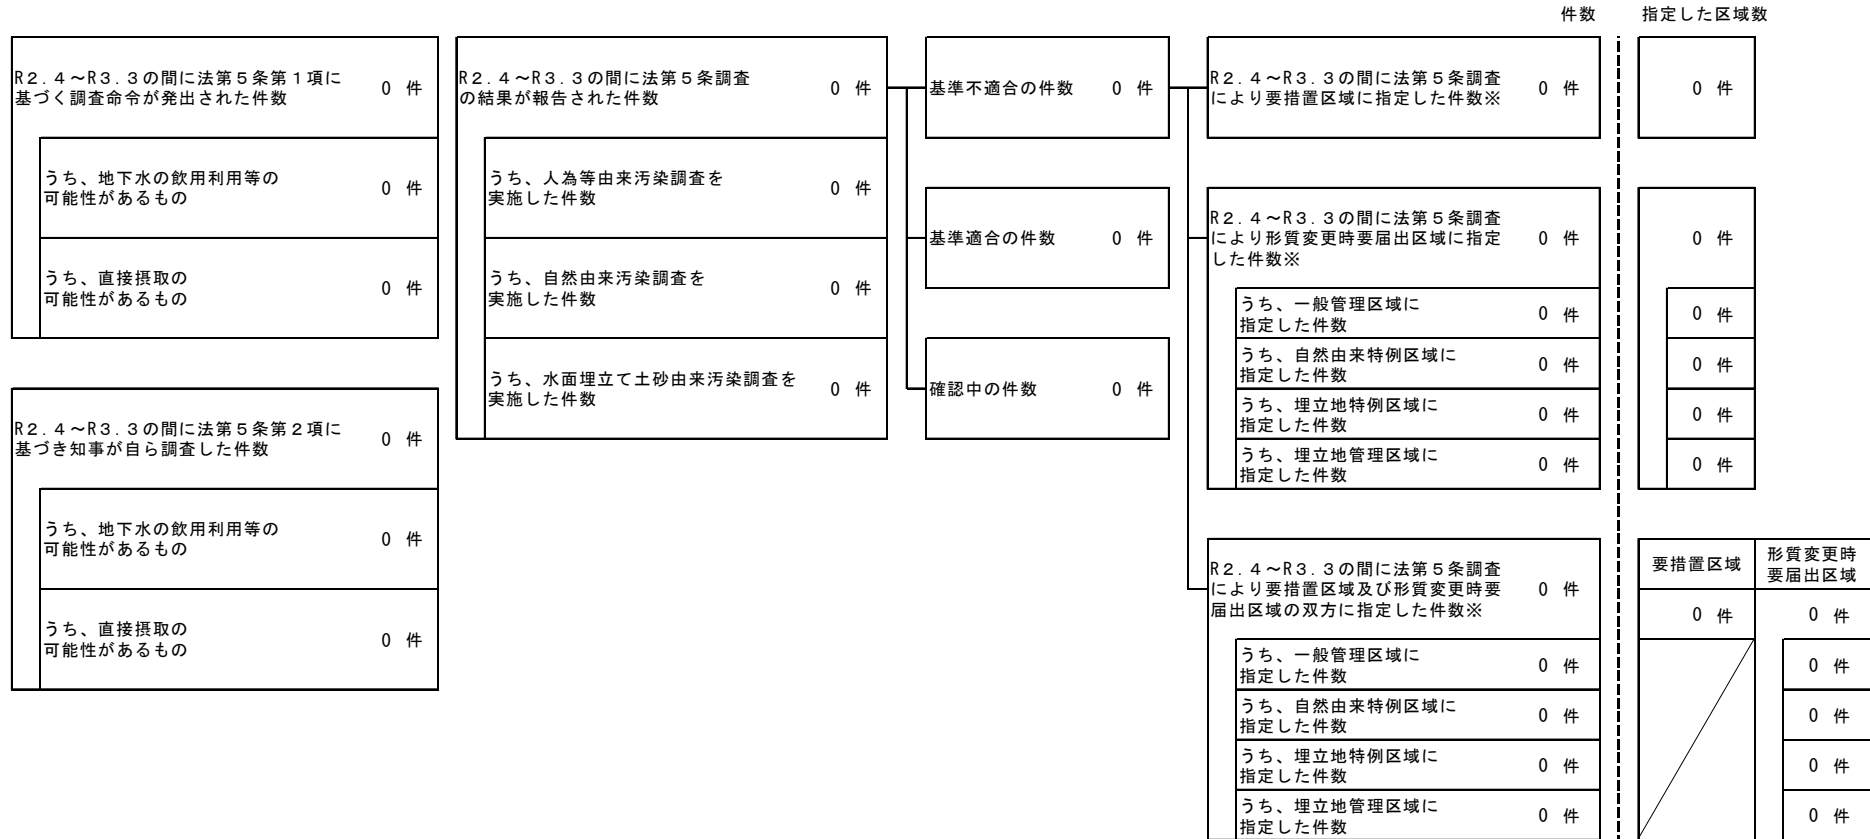 件数　指定した区域数
R2.4～R3.3の間に法第5条第1項に
基づく調査命令が発出された件数　0 件
うち、地下水の飲用利用等の
可能性があるもの　0 件
うち、直接摂取の
可能性があるもの　0 件
R2.4～R3.3の間に法第5条第2項に
基づき知事が自ら調査した件数　0 件
うち、地下水の飲用利用等の
可能性があるもの　0 件
うち、直接摂取の
可能性があるもの　0 件
R2.4～R3.3の間に法第5条調査
の結果が報告された件数　0 件
うち、人為等由来汚染調査を
実施した件数　0 件
うち、自然由来汚染調査を
実施した件数　0 件
うち、水面埋立て土砂由来汚染調査を
実施した件数　0 件
基準不適合の件数　0 件
基準適合の件数　0 件
確認中の件数　0 件
R2.4～R3.3の間に法第5条調査
により要措置区域に指定した件数※　0 件
0 件
R2.4～R3.3の間に法第5条調査
により形質変更時要届出区域に指定
した件数※　0 件
0 件
うち、一般管理区域に
指定した件数　0 件
0 件
うち、自然由来特例区域に
指定した件数　0 件
0 件
うち、埋立地特例区域に
指定した件数　0 件
0 件
うち、埋立地管理区域に
指定した件数　0 件
0 件
R2.4～R3.3の間に法第5条調査
により要措置区域及び形質変更時要
届出区域の双方に指定した件数※　0 件
要措置区域
形質変更時
要届出区域
0 件　0 件
うち、一般管理区域に
指定した件数　0 件
0 件
うち、自然由来特例区域に
指定した件数　0 件
0 件
うち、埋立地特例区域に
指定した件数　0 件
0 件
うち、埋立地管理区域に
指定した件数　0 件
0 件